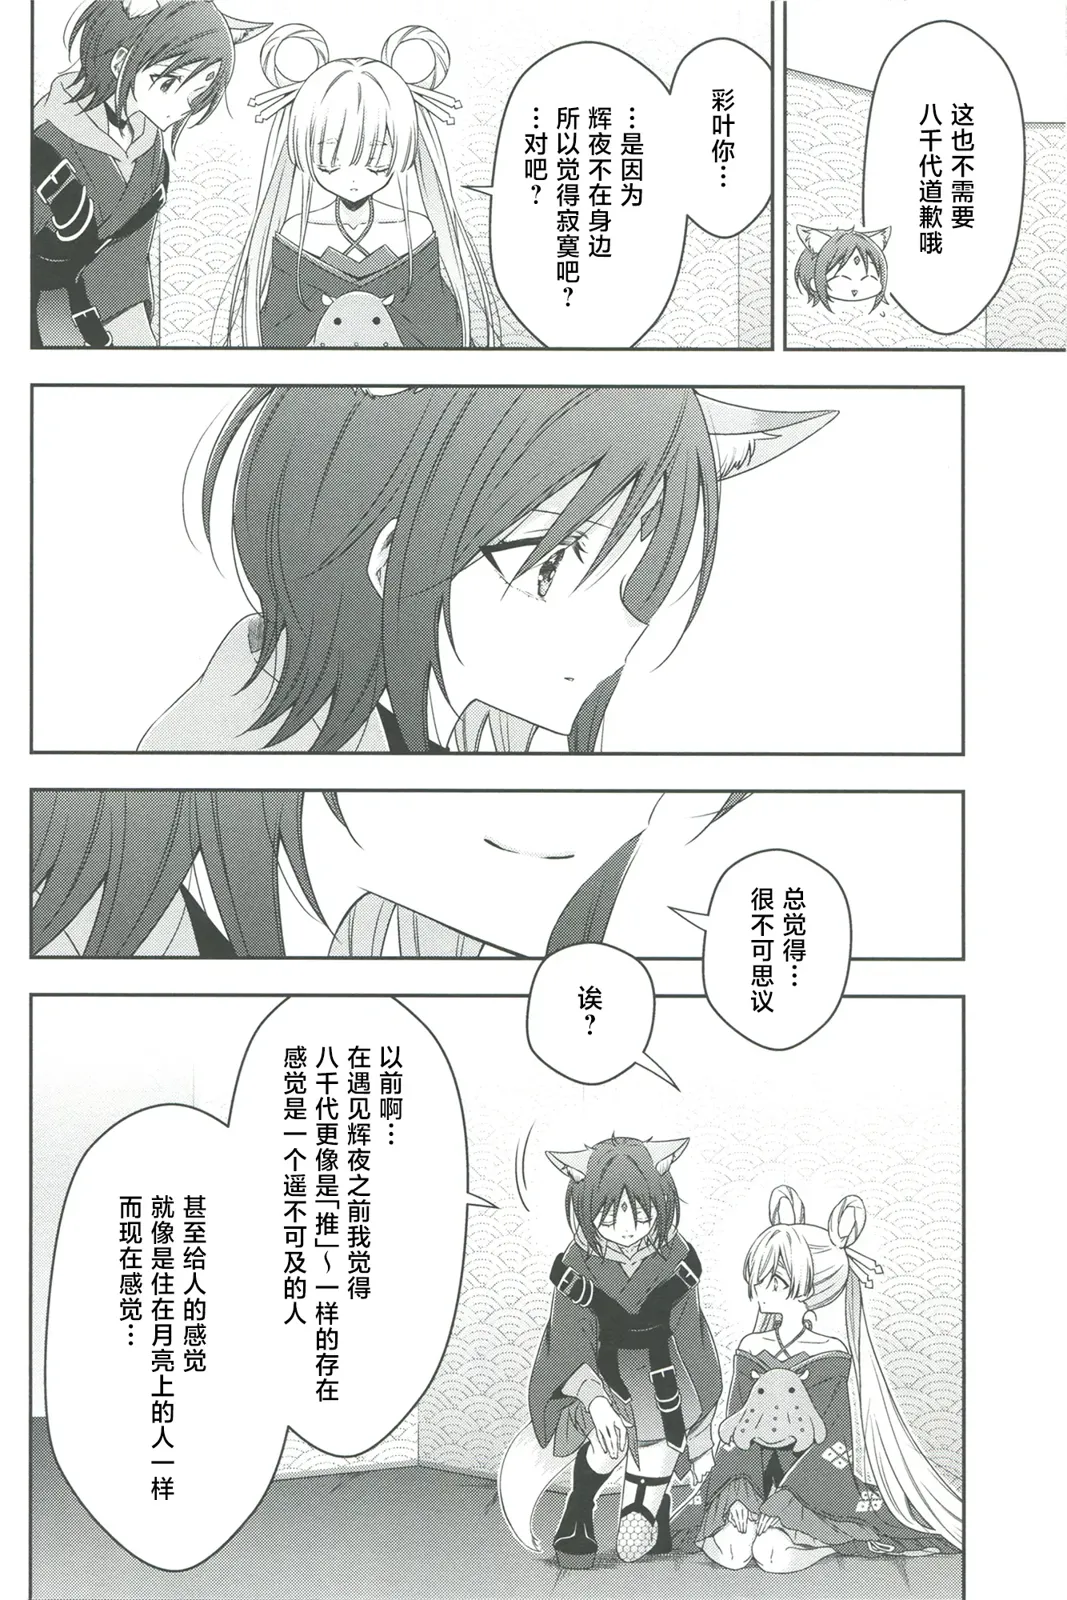 这也不需要
八千代道歉哦
彩叶你…
…是因为
辉夜不在身边
所以觉得寂寞吧？
…对吧？
总觉得…
很不可思议
诶？
以前啊…
在遇见辉夜之前我觉得
八千代更像是「推」～一样的存在
感觉是一个遥不可及的人
甚至给人的感觉
就像是住在月亮上的人一样
而现在感觉…